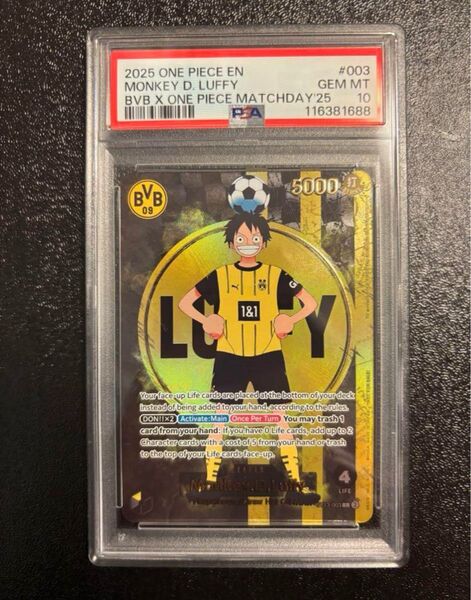 2025 ONE PIECE EN #003
MONKEY D. LUFFY GEM MT
BVB X ONE PIECE MATCHDAY'25 10
PSA 116381688
BVB
09
5000
LUFFY
1&1
Your face-up Life cards are placed at the bottom of your deck
instead of being added to your hand, according to the rules.
DON!!×2 Activate:Main Once Per Turn You may trash 1
card from your hand: If you have 0 Life cards, add up to 2
Character cards with a cost of 5 from your hand or trash
to the top of your Life cards face-up.
LEADER
Monkey.D.Luffy
4
LIFE